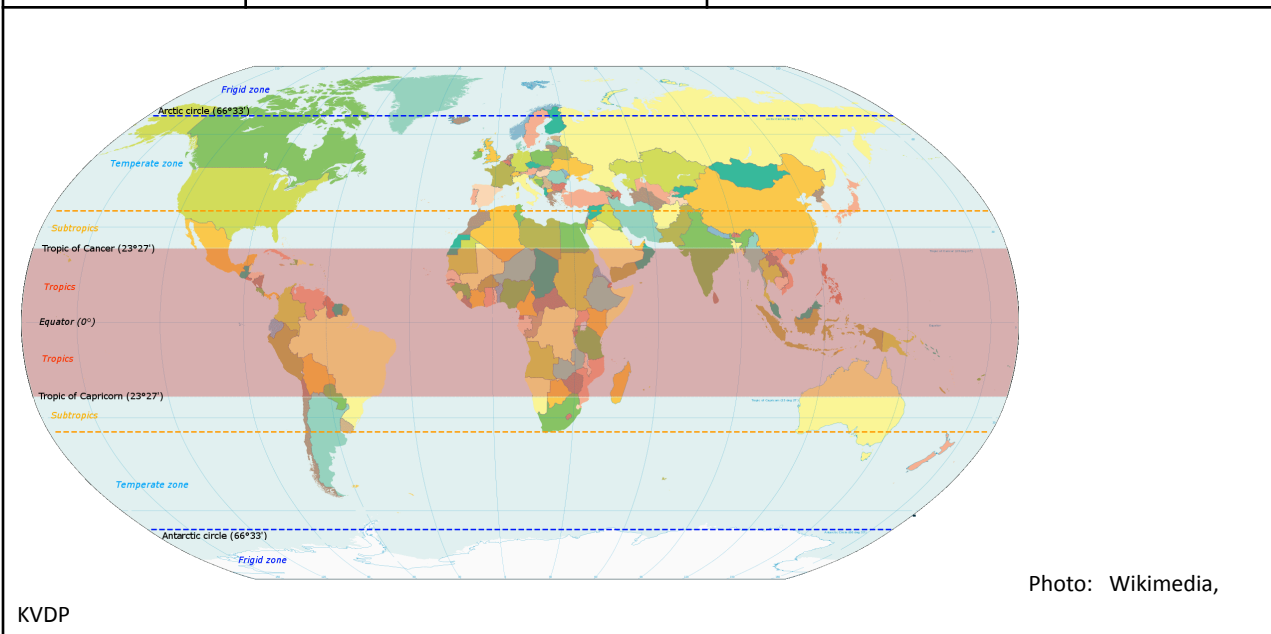 Frigid zone
Arctic circle (66°33')
Temperate zone
Subtropics
Tropic of Cancer (23°27')
Tropics
Equator (0°)
Tropics
Tropic of Capricorn (23°27')
Subtropics
Temperate zone
Antarctic circle (66°33')
Frigid zone
Photo: Wikimedia,
KVDP